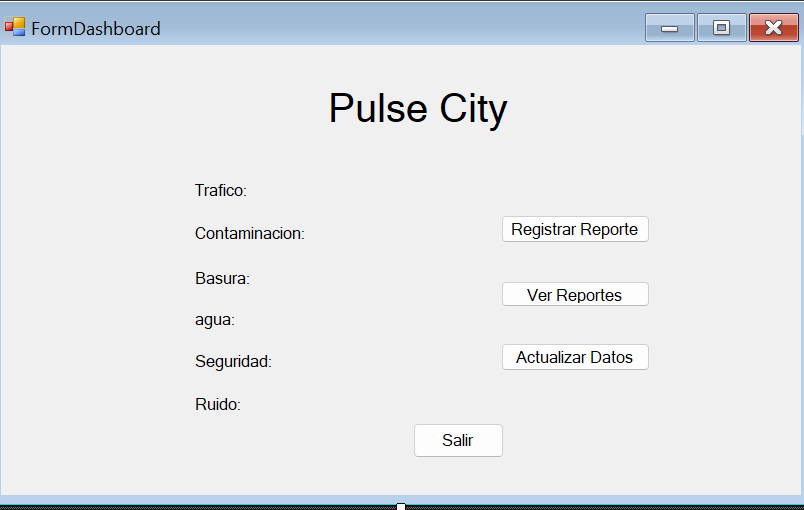 FormDashboard
Pulse City
Trafico:
Contaminacion:
Registrar Reporte
Basura:
Ver Reportes
agua:
Seguridad:
Actualizar Datos
Ruido:
Salir